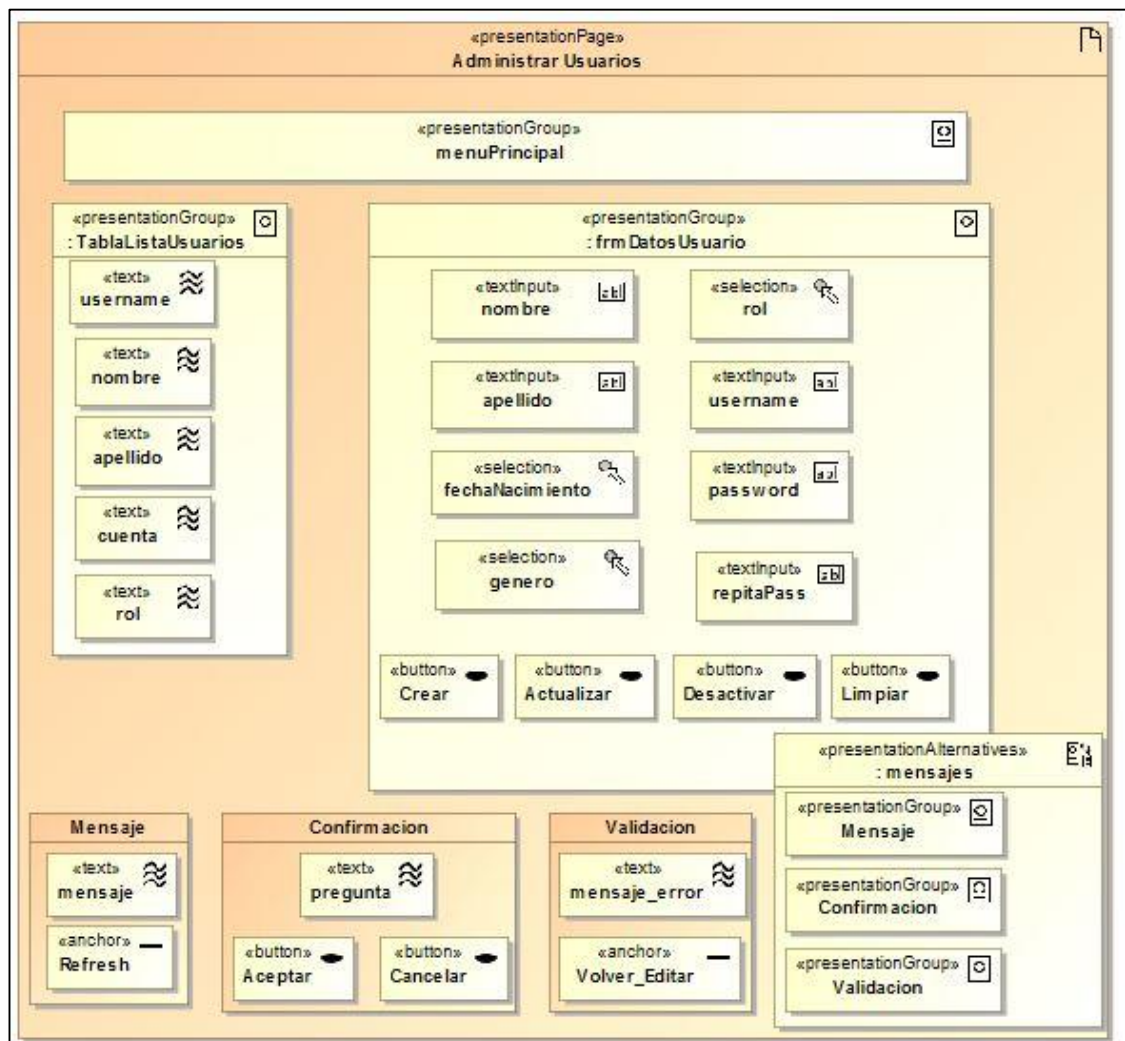 «presentationPage»
Administrar Usuarios
«presentationGroup»
menuPrincipal
«presentationGroup»
: TablaListaUsuarios
«text»
username
«text»
nombre
«text»
apellido
«text»
cuenta
«text»
rol
«presentationGroup»
: frmDatosUsuario
«textInput»
nombre
«selection»
rol
«textInput»
apellido
«textInput»
username
«selection»
fechaNacimiento
«textInput»
password
«selection»
genero
«textInput»
repitaPass
«button»
Crear
«button»
Actualizar
«button»
Desactivar
«button»
Limpiar
Mensaje
«text»
mensaje
«anchor»
Refresh
Confirmacion
«text»
pregunta
«button»
Aceptar
«button»
Cancelar
Validacion
«text»
mensaje_error
«anchor»
Volver_Editar
«presentationAlternatives»
: mensajes
«presentationGroup»
Mensaje
«presentationGroup»
Confirmacion
«presentationGroup»
Validacion